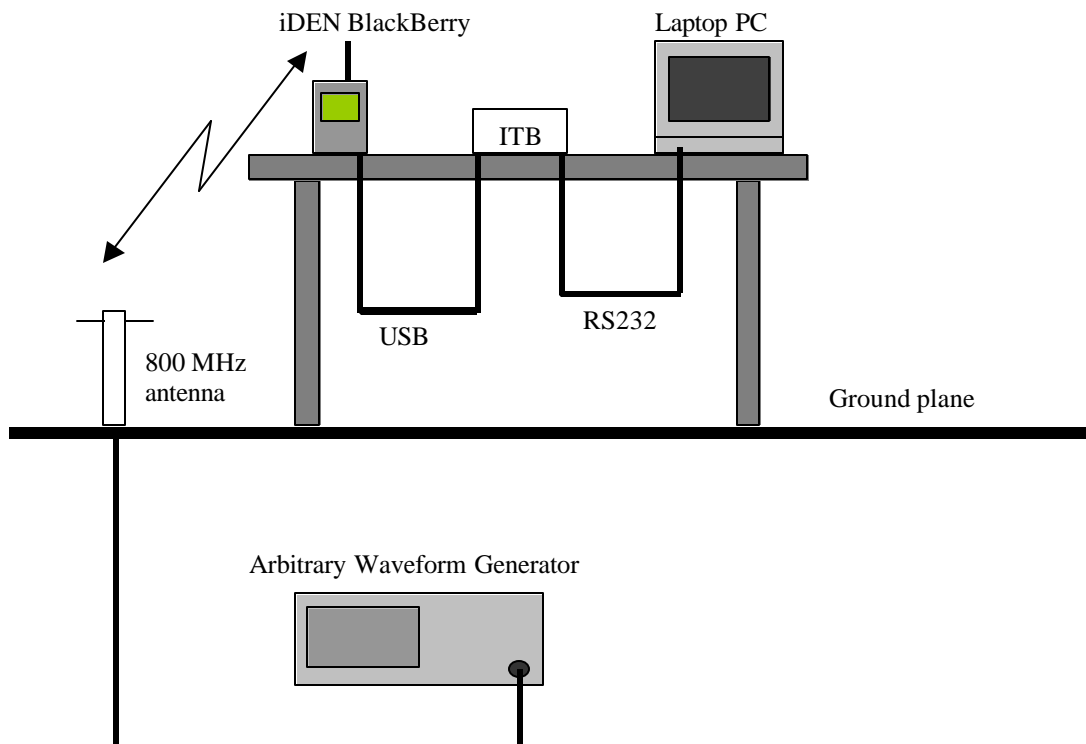 iDEN BlackBerry
Laptop PC
ITB
USB
RS232
800 MHz
antenna
Ground plane
Arbitrary Waveform Generator